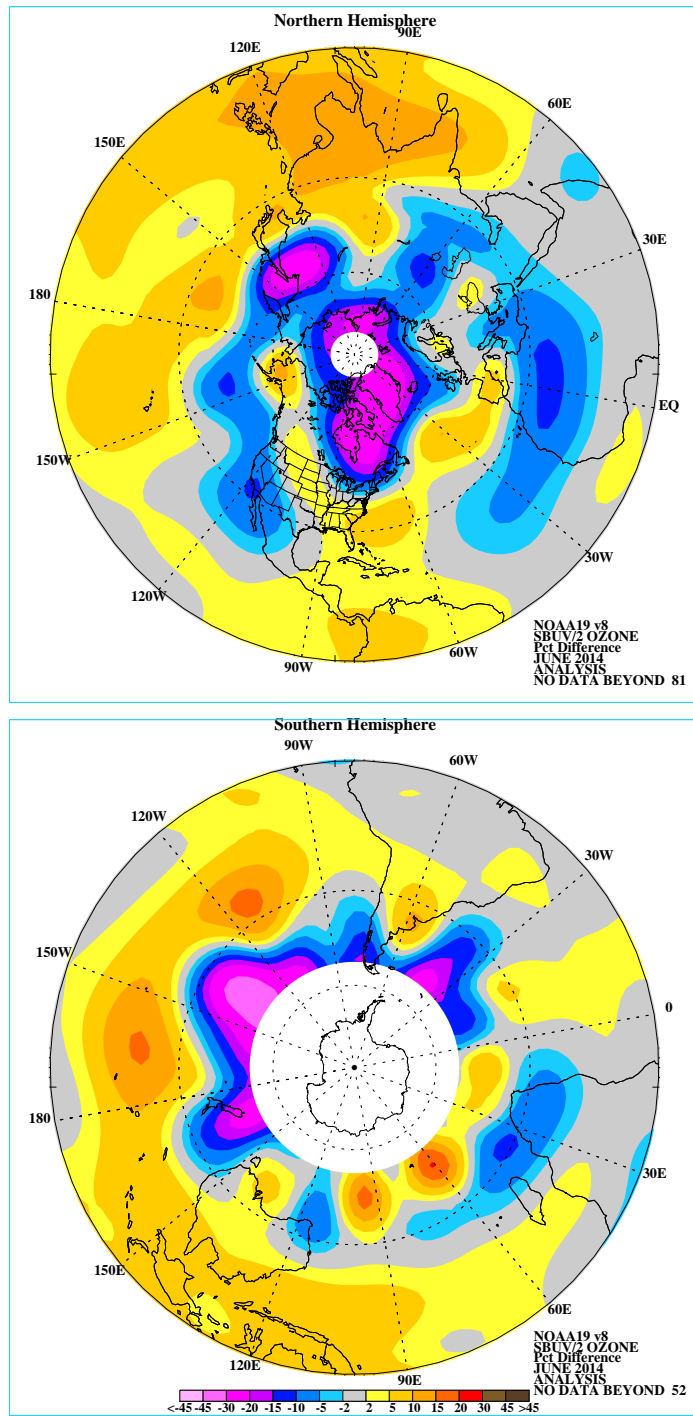 Northern Hemisphere
90E
120E
60E
150E
30E
180
EQ
150W
30W
120W
60W
90W
NOAA19 v8
SBUV/2 OZONE
Pct Difference
JUNE 2014
ANALYSIS
NO DATA BEYOND 81
Southern Hemisphere
90W
60W
120W
30W
150W
0
180
30E
150E
60E
120E
90E
NOAA19 v8
SBUV/2 OZONE
Pct Difference
JUNE 2014
ANALYSIS
NO DATA BEYOND 52
<-45 -45 -30 -20 -15 -10 -5 -2 2 5 10 15 20 30 45 >45